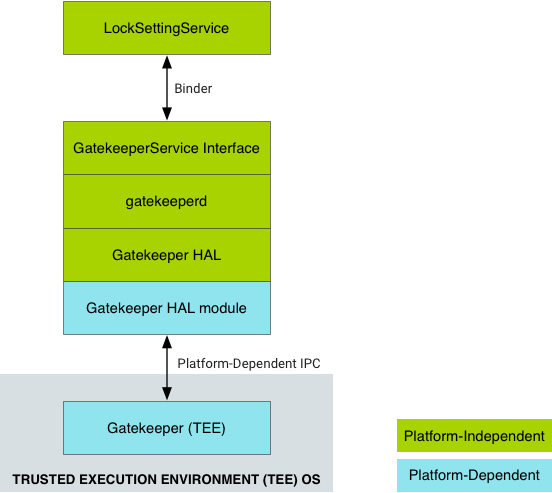 LockSettingService
Binder
GatekeeperService Interface
gatekeeperd
Gatekeeper HAL
Gatekeeper HAL module
Platform-Dependent IPC
Gatekeeper (TEE)
TRUSTED EXECUTION ENVIRONMENT (TEE) OS
Platform-Independent
Platform-Dependent